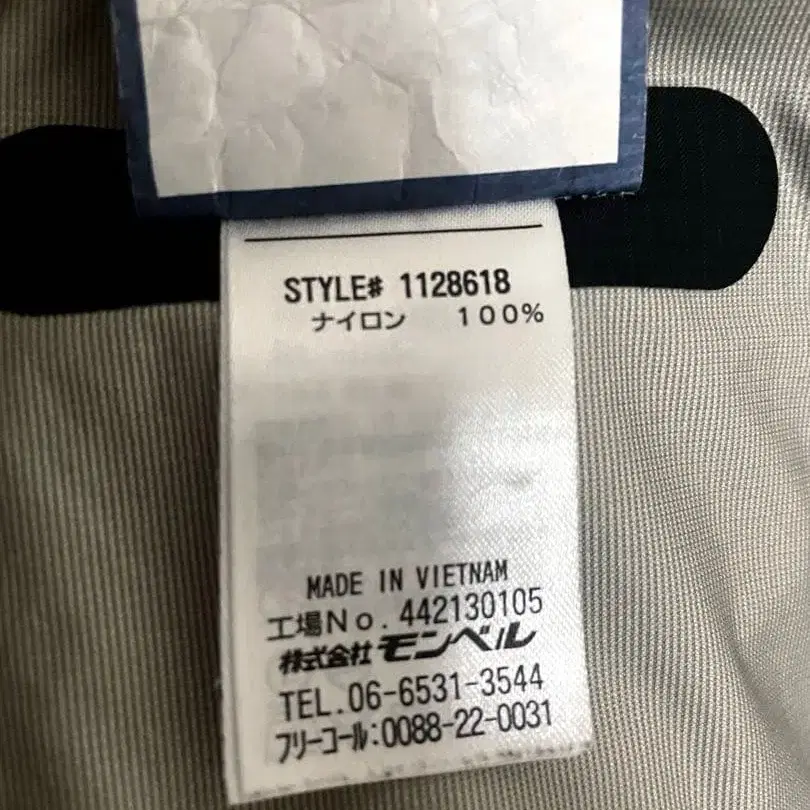 STYLE# 1128618
ナイロン 100%
MADE IN VIETNAM
工場No. 442130105
株式会社 モンベル
TEL.06-6531-3544
フリーコール:0088-22-0031